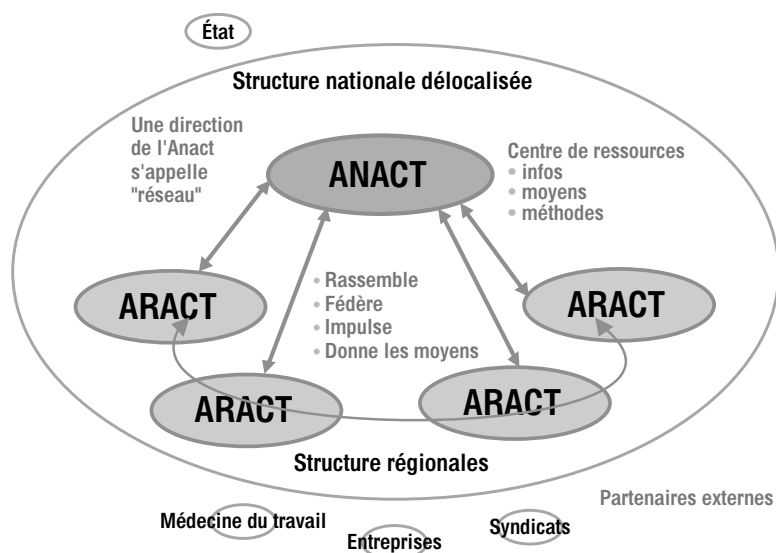 État
Structure nationale délocalisée
Une direction
de l'Anact
s'appelle
"réseau"
ANACT
Centre de ressources
• infos
• moyens
• méthodes
ARACT
• Rassemble
• Fédère
• Impulse
• Donne les moyens
ARACT
ARACT
ARACT
Structure régionales
Partenaires externes
Médecine du travail
Entreprises
Syndicats